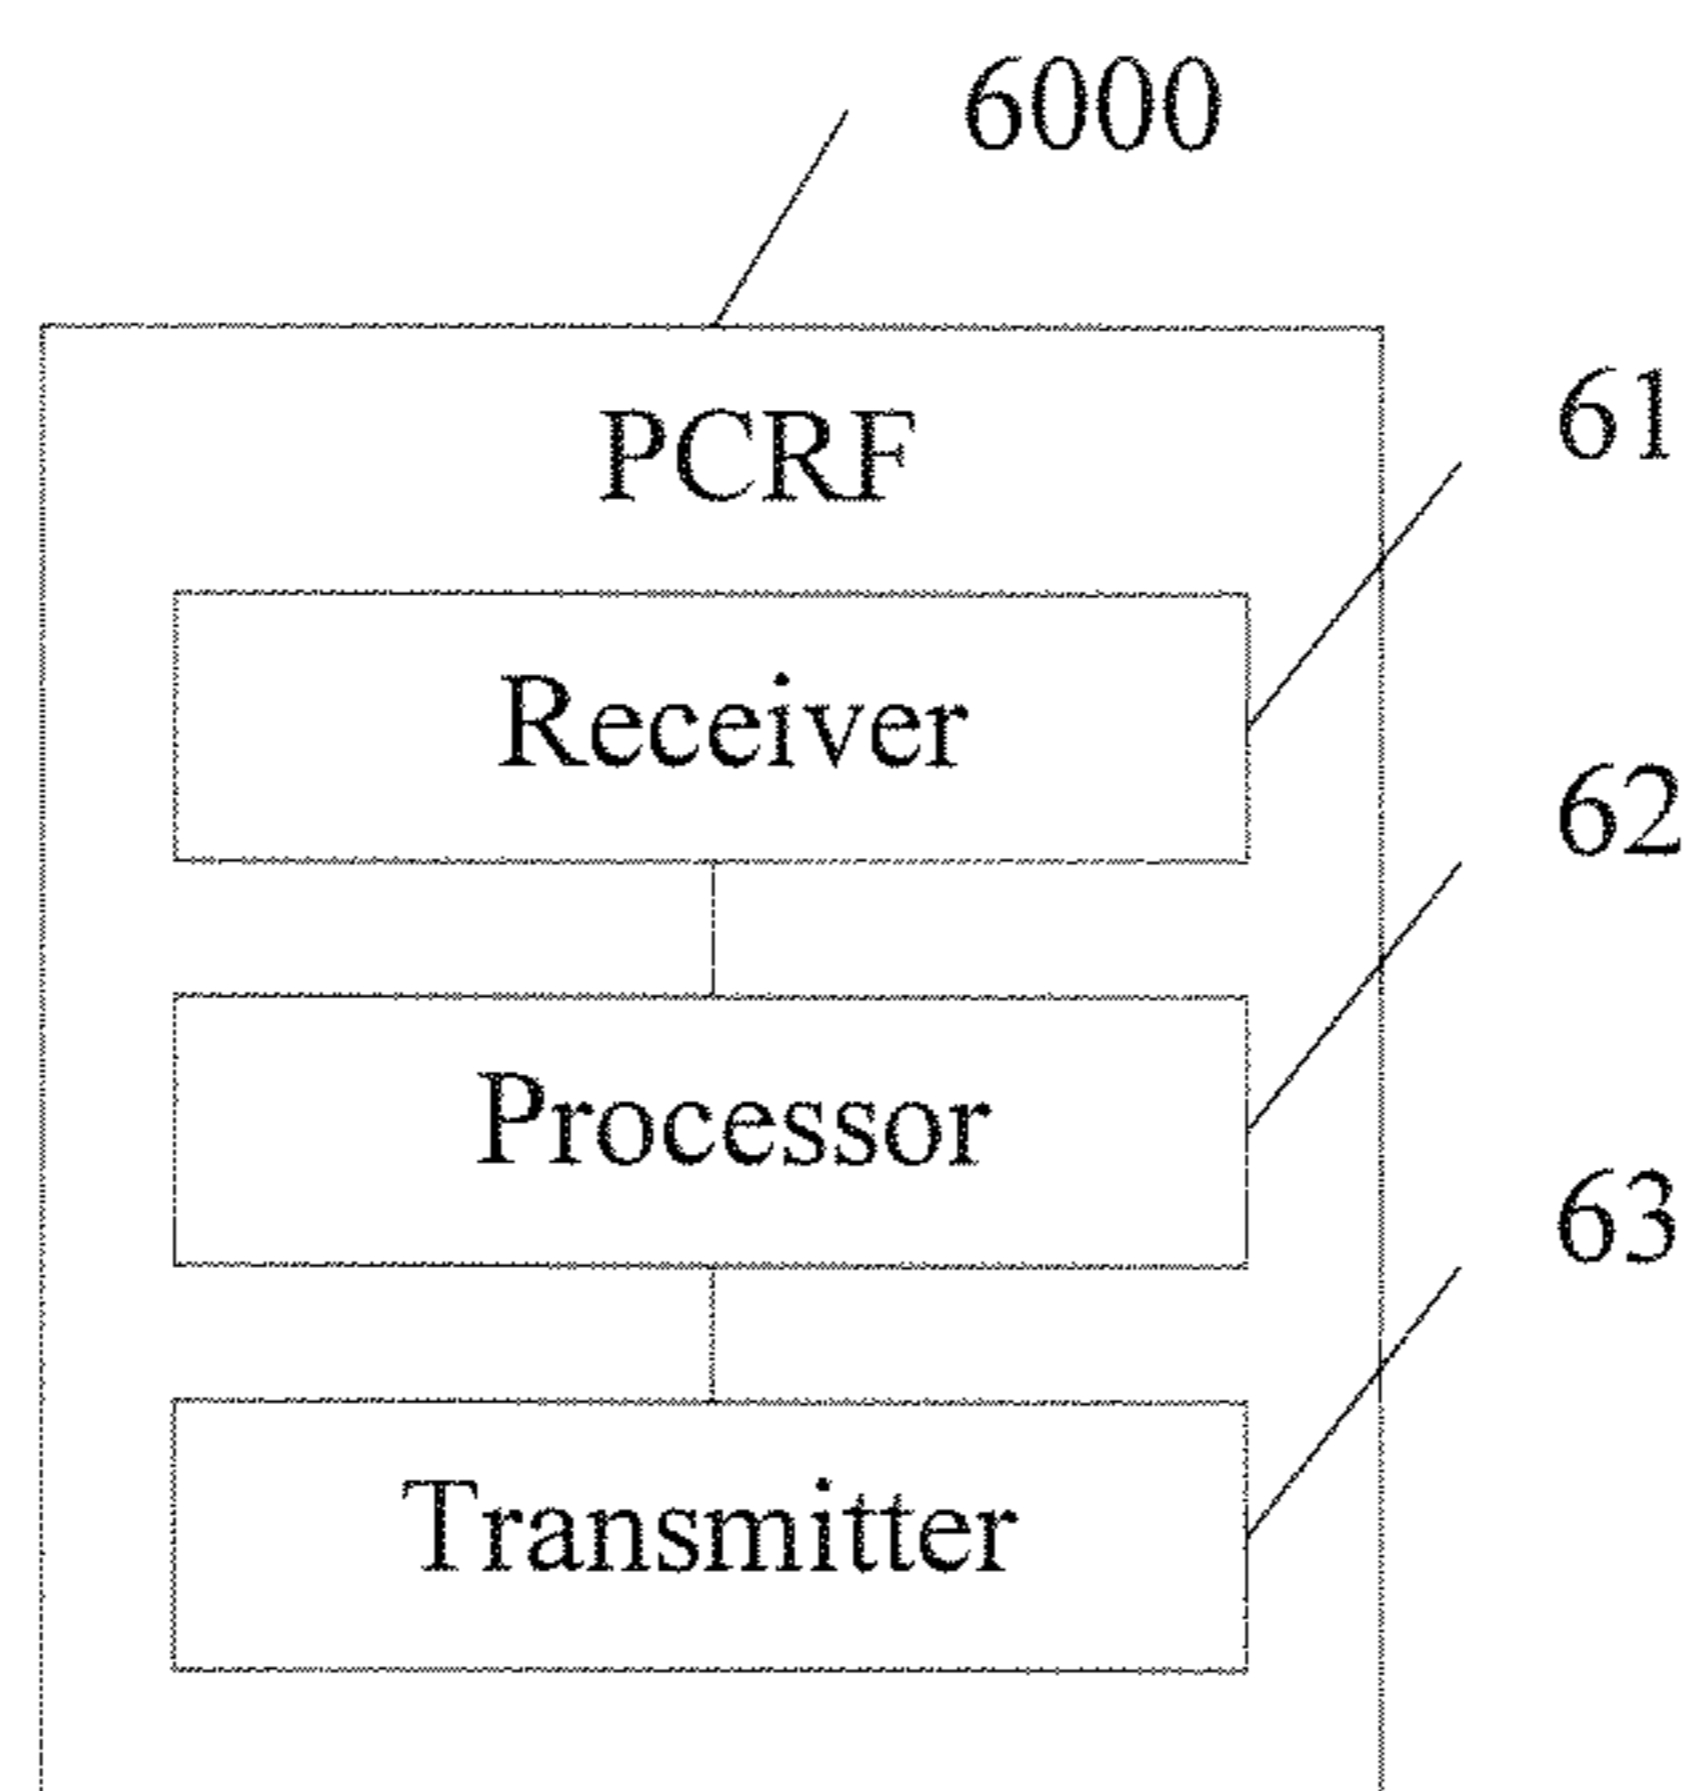 6000
PCRF
61
Receiver
62
Processor
63
Transmitter